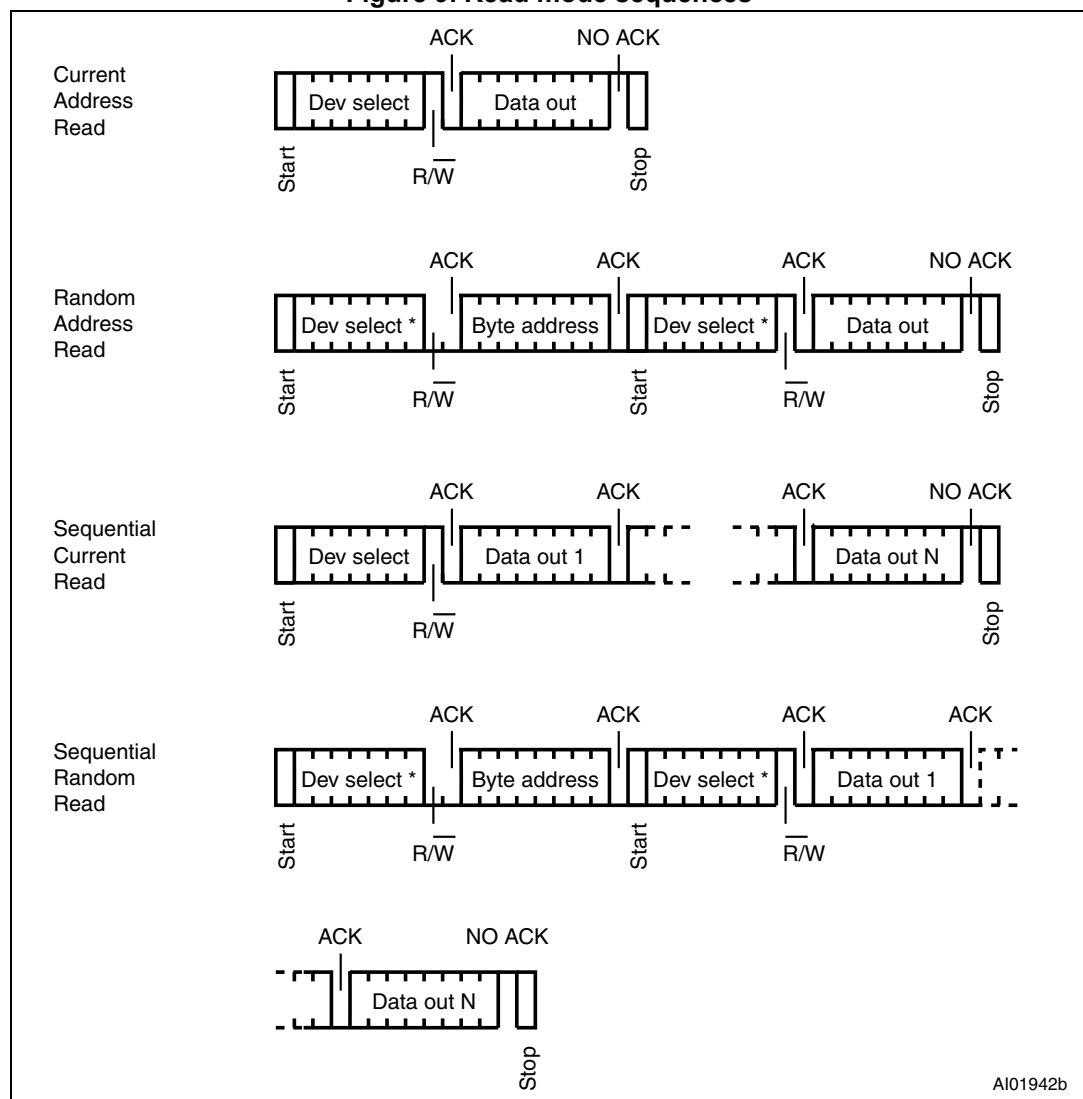 Figure 9. Read mode sequences
ACK NO ACK
Current
Address
Read
Dev select Data out
Start R/W̅ Stop
ACK ACK ACK NO ACK
Random
Address
Read
Dev select * Byte address Dev select * Data out
Start R/W̅ Start R̅/W Stop
ACK ACK ACK NO ACK
Sequential
Current
Read
Dev select Data out 1 Data out N
Start R/W̅ Stop
ACK ACK ACK ACK
Sequential
Random
Read
Dev select * Byte address Dev select * Data out 1
Start R/W̅ Start R̅/W
ACK NO ACK
Data out N
Stop
AI01942b